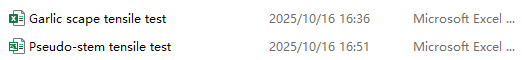 Garlic scape tensile test 2025/10/16 16:36 Microsoft Excel ...
Pseudo-stem tensile test 2025/10/16 16:51 Microsoft Excel ...